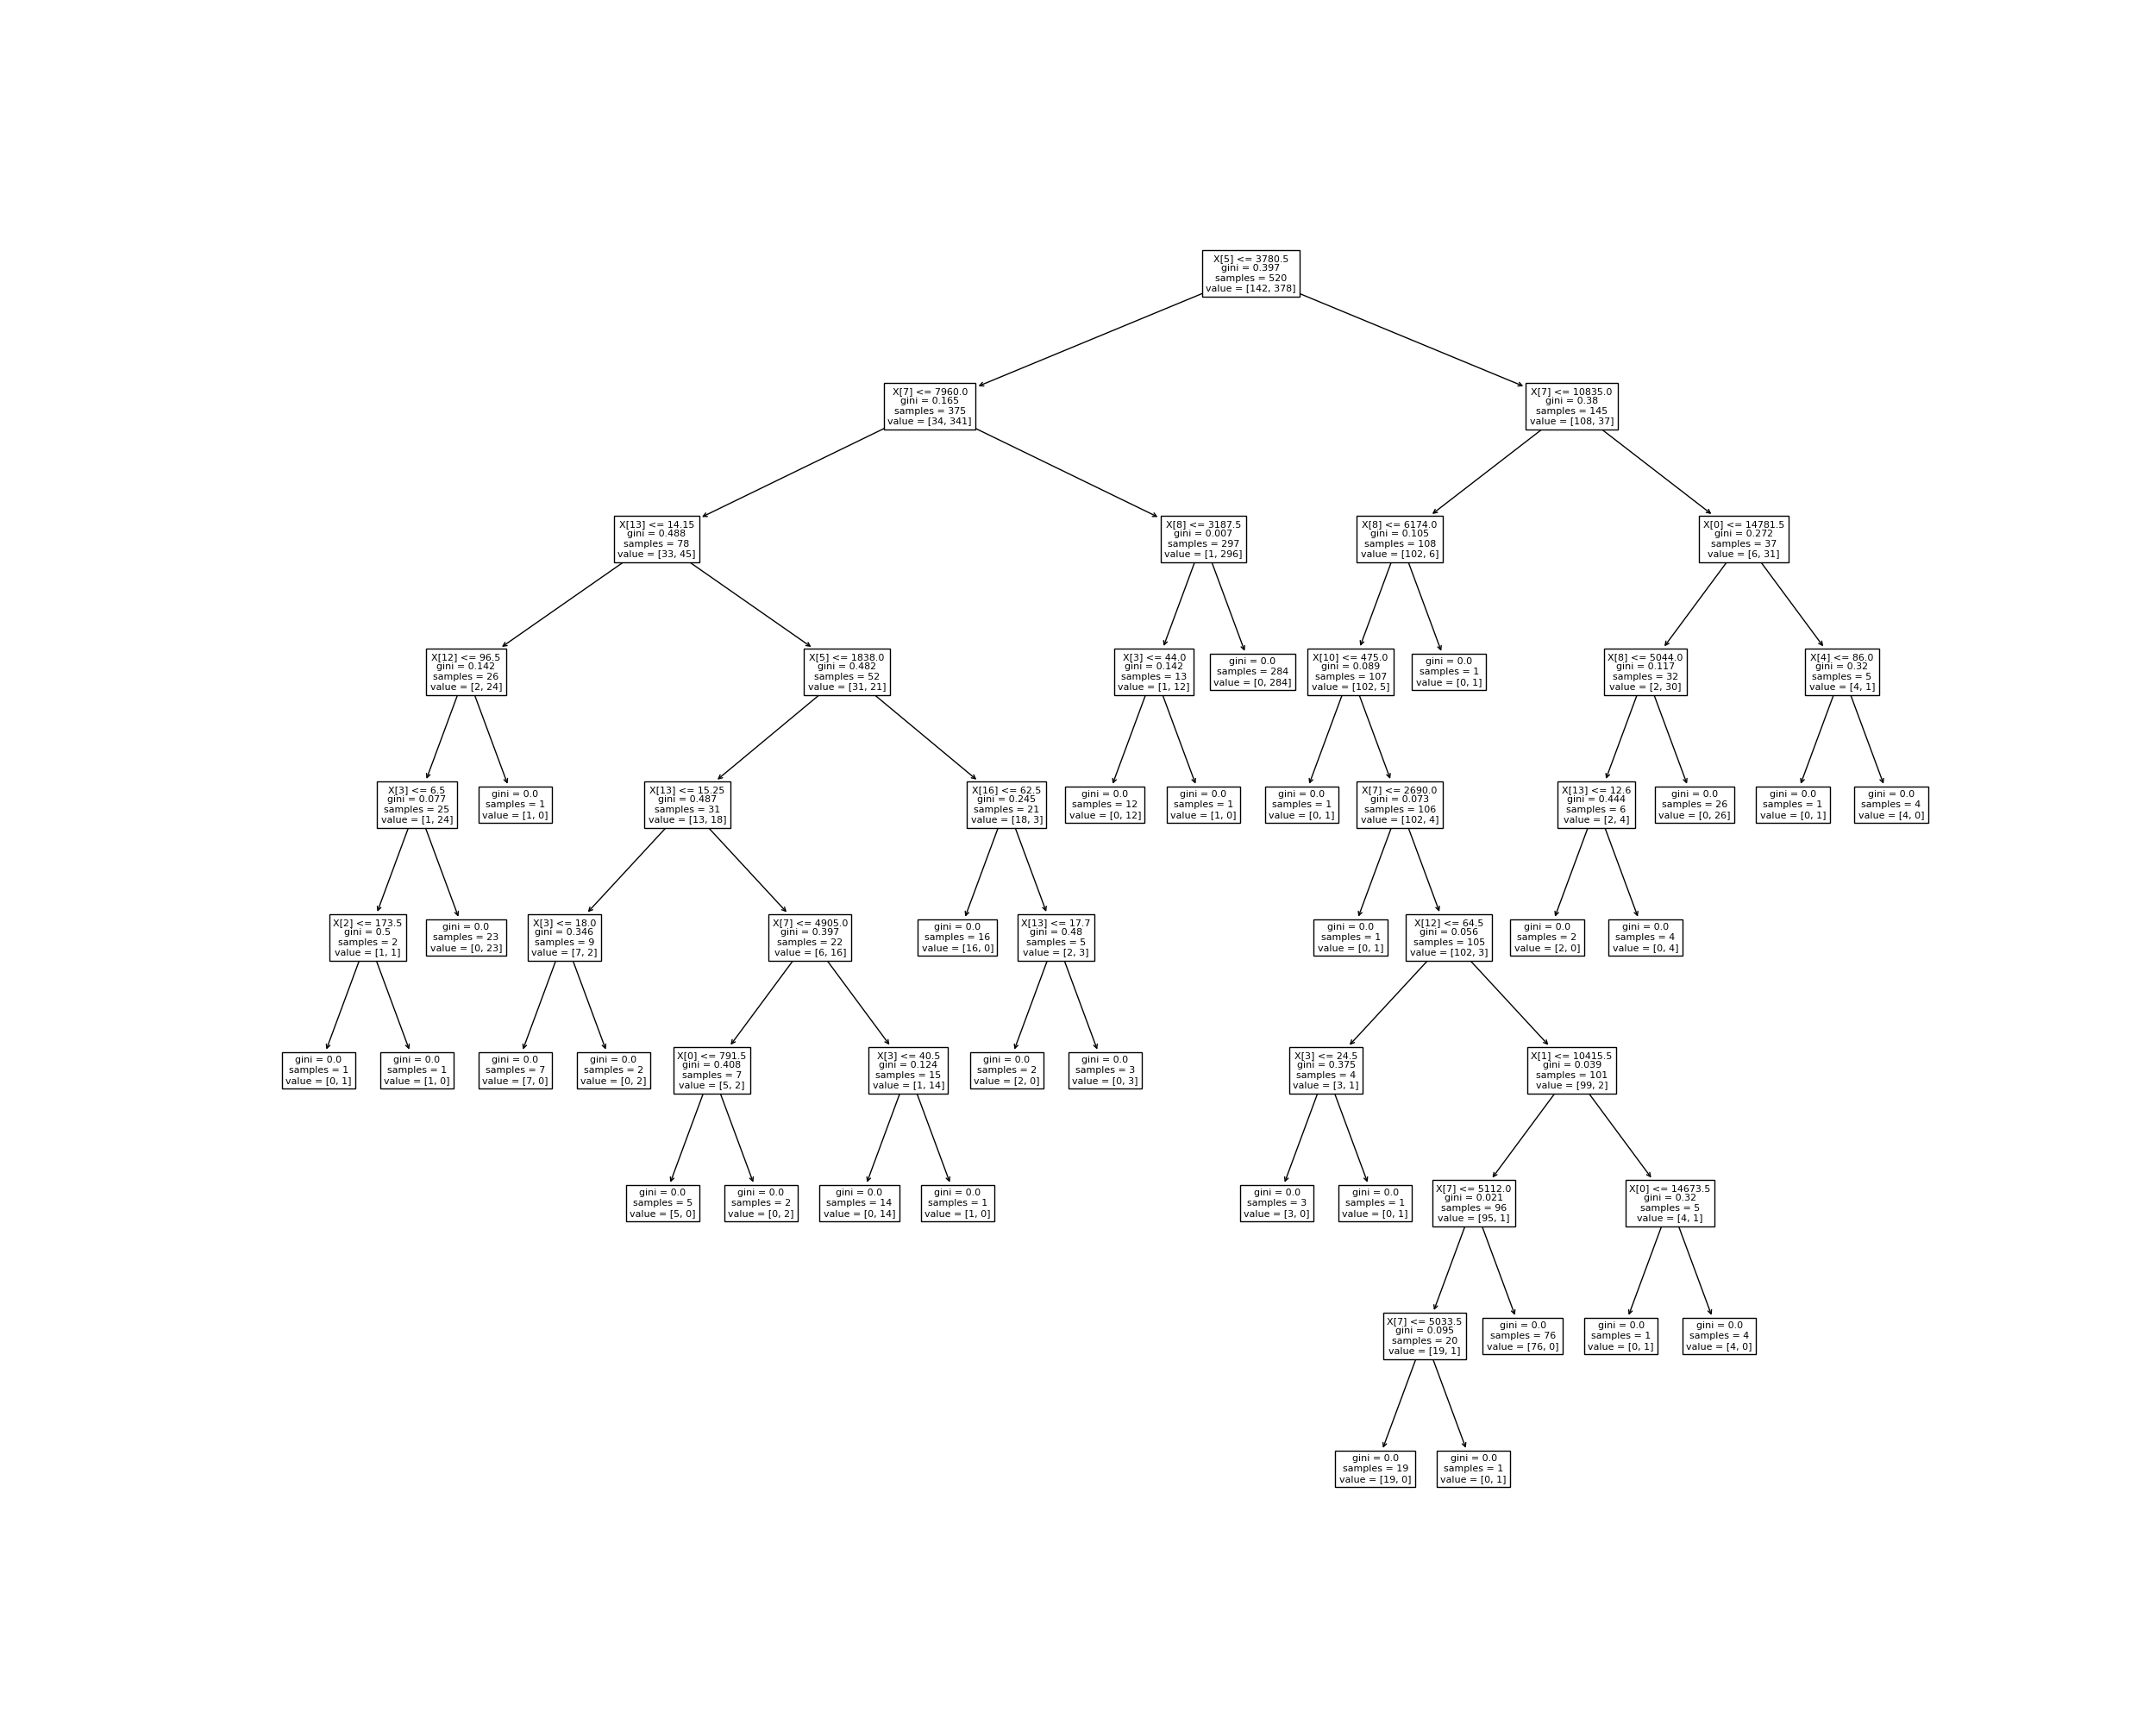 X[5] <= 3780.5
gini = 0.397
samples = 520
value = [142, 378]
X[7] <= 7960.0
gini = 0.165
samples = 375
value = [34, 341]
X[7] <= 10835.0
gini = 0.38
samples = 145
value = [108, 37]
X[13] <= 14.15
gini = 0.488
samples = 78
value = [33, 45]
X[8] <= 3187.5
gini = 0.007
samples = 297
value = [1, 296]
X[8] <= 6174.0
gini = 0.105
samples = 108
value = [102, 6]
X[0] <= 14781.5
gini = 0.272
samples = 37
value = [6, 31]
X[12] <= 96.5
gini = 0.142
samples = 26
value = [2, 24]
X[5] <= 1838.0
gini = 0.482
samples = 52
value = [31, 21]
X[3] <= 44.0
gini = 0.142
samples = 13
value = [1, 12]
gini = 0.0
samples = 284
value = [0, 284]
X[10] <= 475.0
gini = 0.089
samples = 107
value = [102, 5]
gini = 0.0
samples = 1
value = [0, 1]
X[8] <= 5044.0
gini = 0.117
samples = 32
value = [2, 30]
X[4] <= 86.0
gini = 0.32
samples = 5
value = [4, 1]
X[3] <= 6.5
gini = 0.077
samples = 25
value = [1, 24]
gini = 0.0
samples = 1
value = [1, 0]
X[13] <= 15.25
gini = 0.487
samples = 31
value = [13, 18]
X[16] <= 62.5
gini = 0.245
samples = 21
value = [18, 3]
gini = 0.0
samples = 12
value = [0, 12]
gini = 0.0
samples = 1
value = [1, 0]
gini = 0.0
samples = 1
value = [0, 1]
X[7] <= 2690.0
gini = 0.073
samples = 106
value = [102, 4]
X[13] <= 12.6
gini = 0.444
samples = 6
value = [2, 4]
gini = 0.0
samples = 26
value = [0, 26]
gini = 0.0
samples = 1
value = [0, 1]
gini = 0.0
samples = 4
value = [4, 0]
X[2] <= 173.5
gini = 0.5
samples = 2
value = [1, 1]
gini = 0.0
samples = 23
value = [0, 23]
X[3] <= 18.0
gini = 0.346
samples = 9
value = [7, 2]
X[7] <= 4905.0
gini = 0.397
samples = 22
value = [6, 16]
gini = 0.0
samples = 16
value = [16, 0]
X[13] <= 17.7
gini = 0.48
samples = 5
value = [2, 3]
gini = 0.0
samples = 1
value = [0, 1]
X[12] <= 64.5
gini = 0.056
samples = 105
value = [102, 3]
gini = 0.0
samples = 2
value = [2, 0]
gini = 0.0
samples = 4
value = [0, 4]
gini = 0.0
samples = 1
value = [0, 1]
gini = 0.0
samples = 1
value = [1, 0]
gini = 0.0
samples = 7
value = [7, 0]
gini = 0.0
samples = 2
value = [0, 2]
X[0] <= 791.5
gini = 0.408
samples = 7
value = [5, 2]
X[3] <= 40.5
gini = 0.124
samples = 15
value = [1, 14]
gini = 0.0
samples = 2
value = [2, 0]
gini = 0.0
samples = 3
value = [0, 3]
X[3] <= 24.5
gini = 0.375
samples = 4
value = [3, 1]
X[1] <= 10415.5
gini = 0.039
samples = 101
value = [99, 2]
gini = 0.0
samples = 5
value = [5, 0]
gini = 0.0
samples = 2
value = [0, 2]
gini = 0.0
samples = 14
value = [0, 14]
gini = 0.0
samples = 1
value = [1, 0]
gini = 0.0
samples = 3
value = [3, 0]
gini = 0.0
samples = 1
value = [0, 1]
X[7] <= 5112.0
gini = 0.021
samples = 96
value = [95, 1]
X[0] <= 14673.5
gini = 0.32
samples = 5
value = [4, 1]
X[7] <= 5033.5
gini = 0.095
samples = 20
value = [19, 1]
gini = 0.0
samples = 76
value = [76, 0]
gini = 0.0
samples = 1
value = [0, 1]
gini = 0.0
samples = 4
value = [4, 0]
gini = 0.0
samples = 19
value = [19, 0]
gini = 0.0
samples = 1
value = [0, 1]